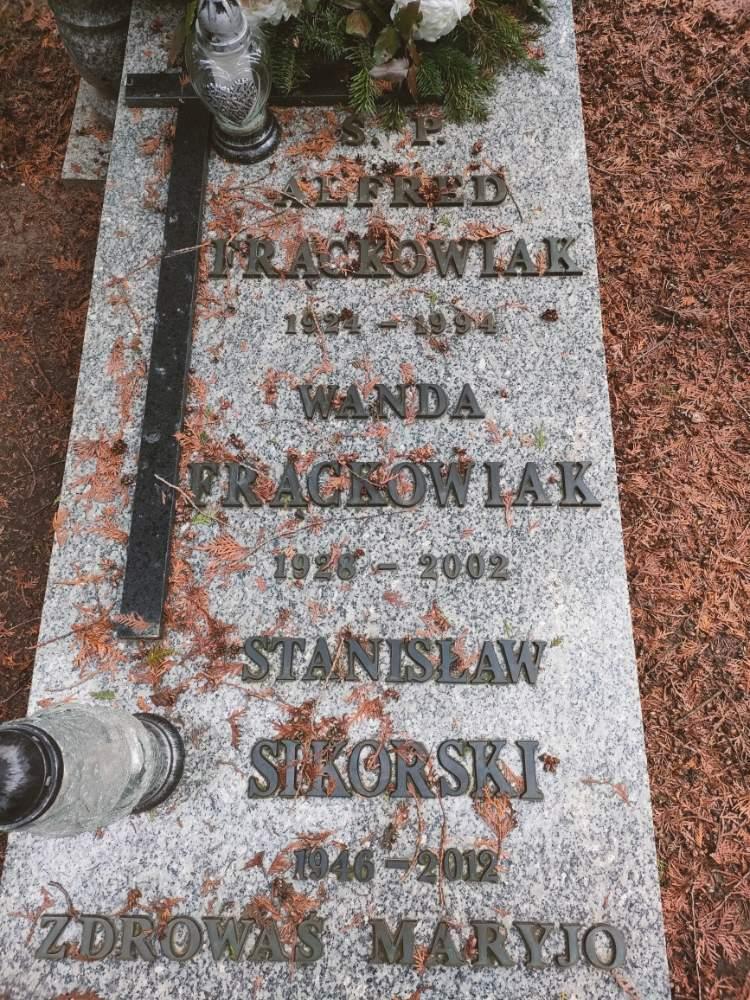 Ś. P.
ALFRED
FRĄCKOWIAK
1924 - 1994
WANDA
FRĄCKOWIAK
1928 - 2002
STANISŁAW
SIKORSKI
1946 - 2012
ZDROWAŚ MARYJO